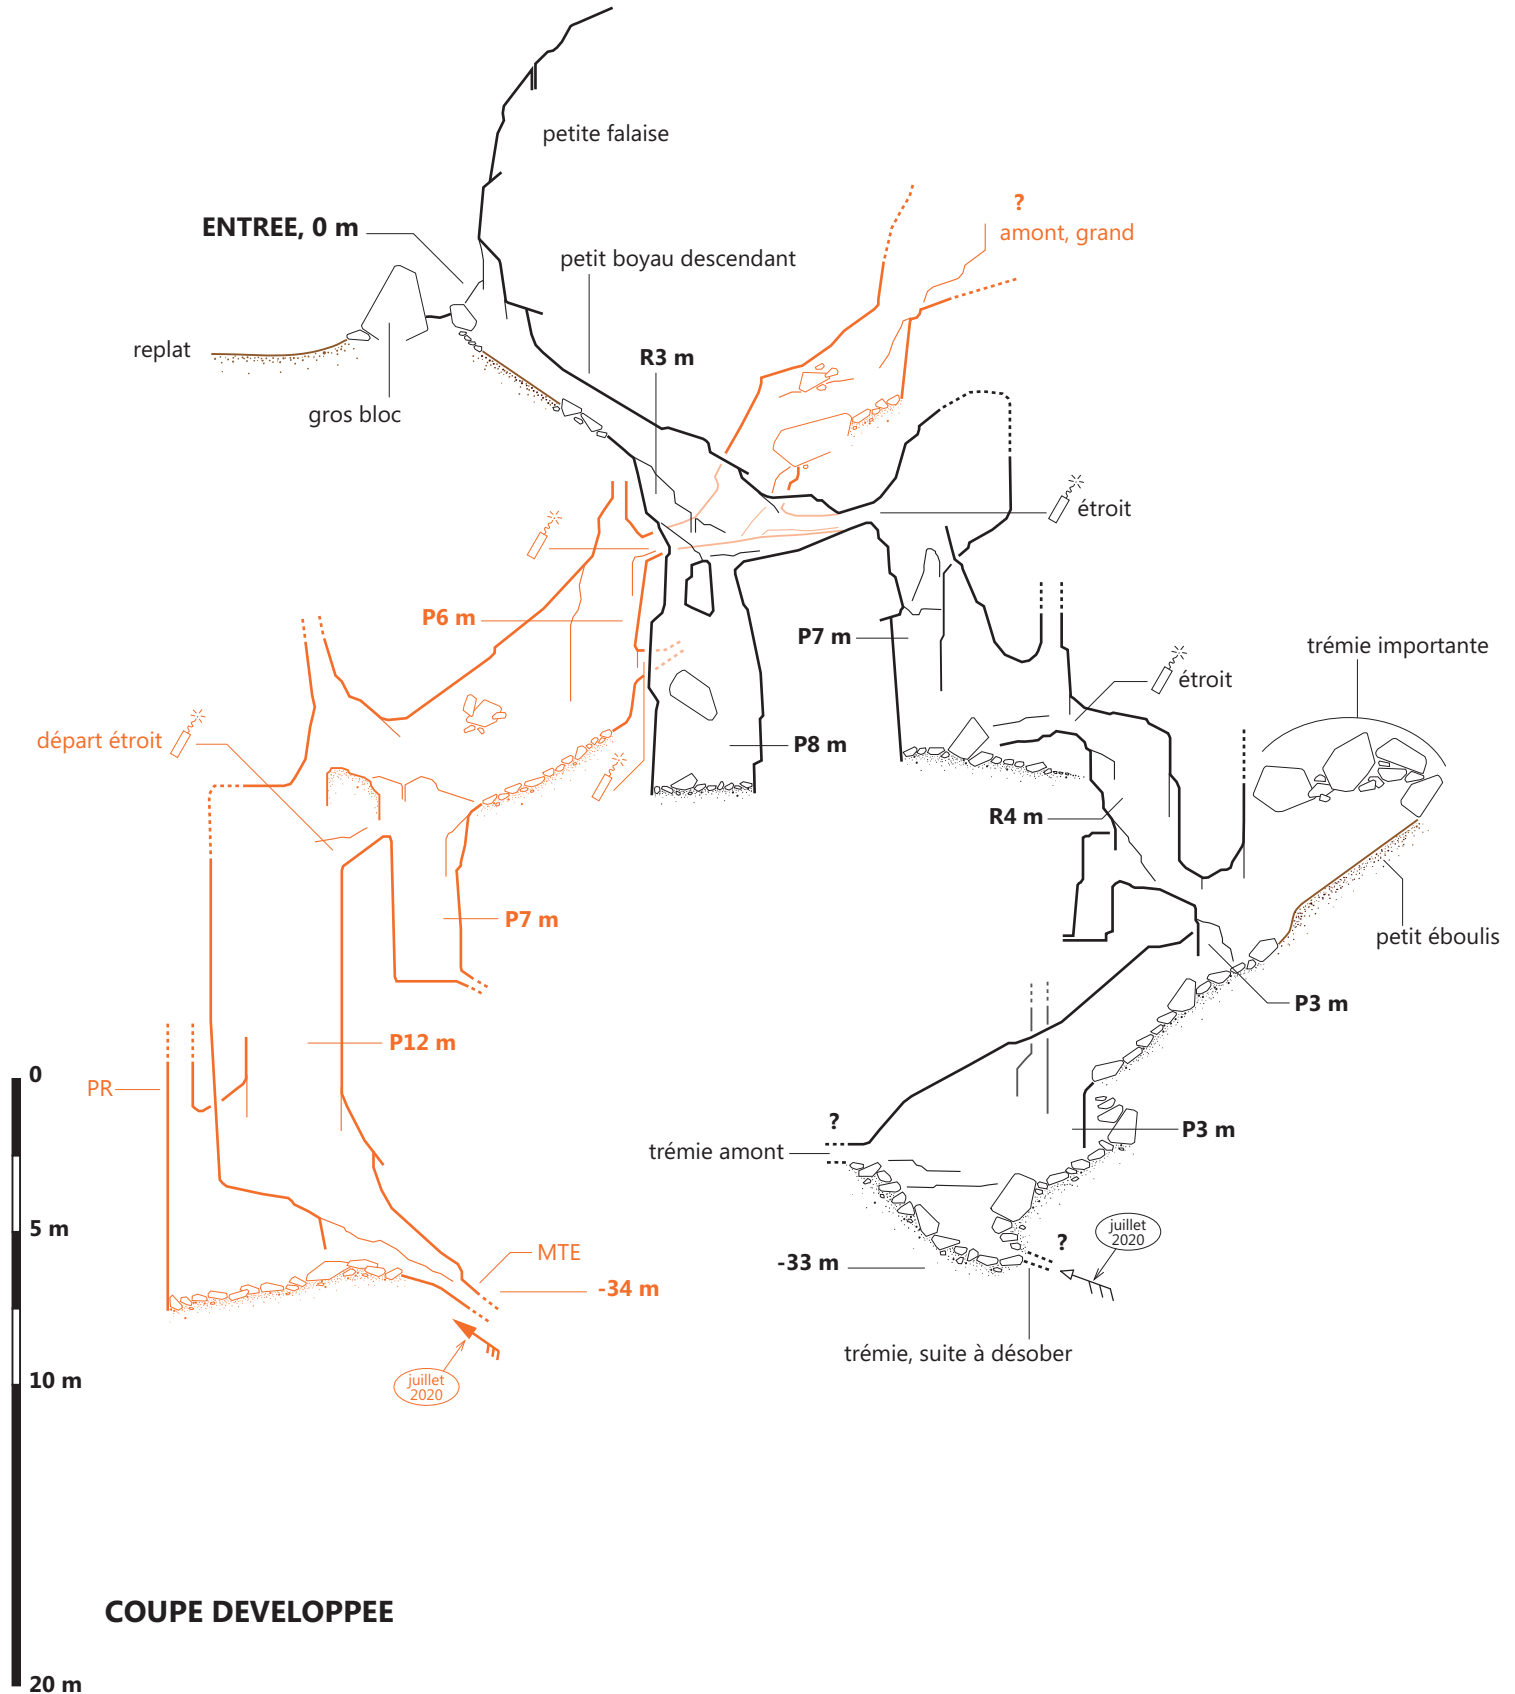 petite falaise
ENTREE, 0 m
?
amont, grand
petit boyau descendant
replat
R3 m
gros bloc
étroit
P6 m
P7 m
trémie importante
étroit
départ étroit
P8 m
R4 m
P7 m
petit éboulis
P3 m
P12 m
0
PR
?
P3 m
trémie amont
5 m
juillet
2020
?
MTE
-33 m
-34 m
trémie, suite à désober
10 m
juillet
2020
COUPE DEVELOPPEE
20 m